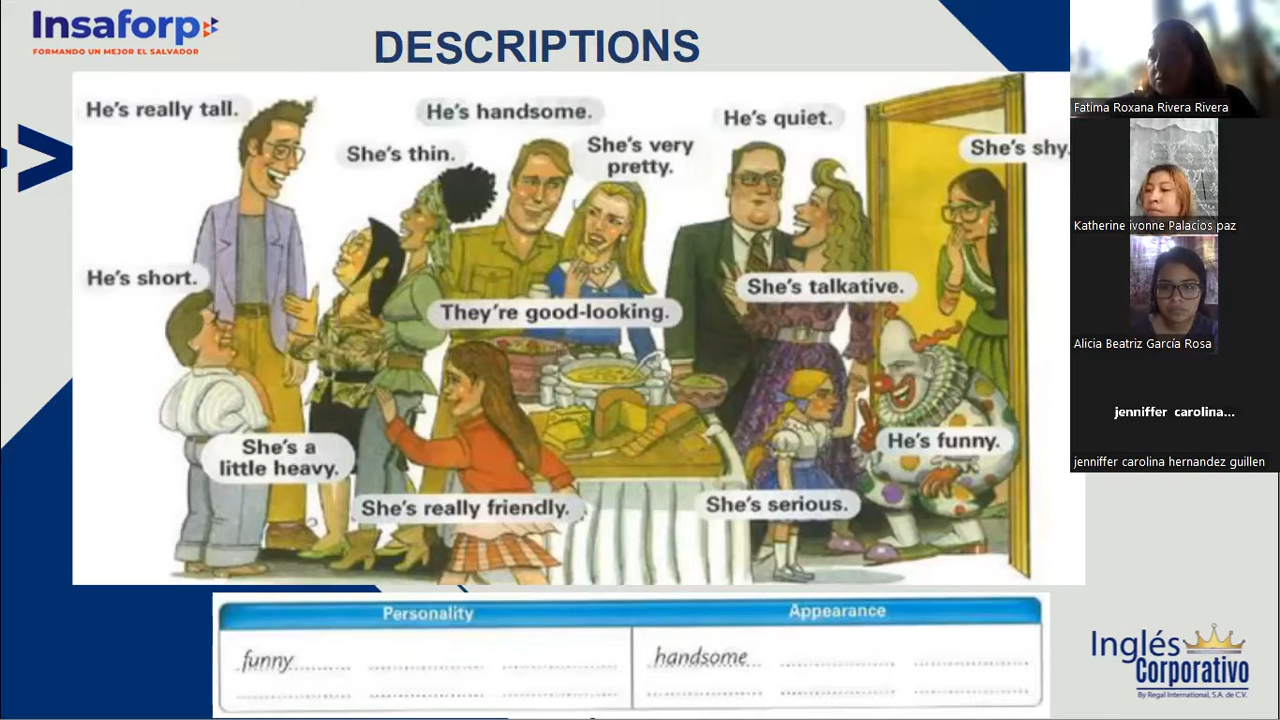 Insaforp
FORMANDO UN MEJOR EL SALVADOR
DESCRIPTIONS
He's really tall.
He's handsome.
He's quiet.
She's thin.
She's very
pretty.
She's shy.
He's short.
She's talkative.
They're good-looking.
She's a
little heavy.
He's funny.
She's really friendly.
She's serious.
Personality
Appearance
funny
handsome
Inglés
Corporativo
By Regal International, S.A. de C.V.
Fatima Roxana Rivera Rivera
Katherine ivonne Palacios paz
Alicia Beatriz García Rosa
jenniffer carolina...
jenniffer carolina hernandez guillen